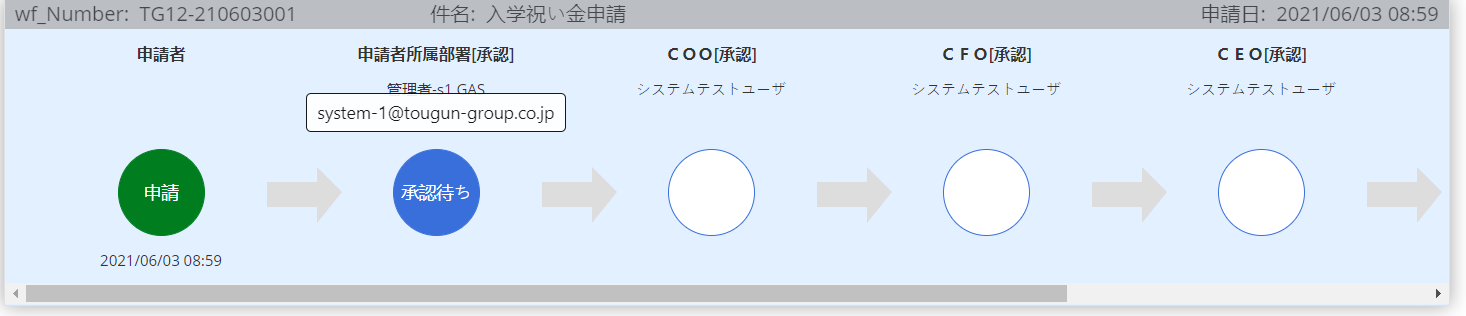 wf_Number: TG12-210603001 件名: 入学祝い金申請 申請日: 2021/06/03 08:59
申請者 申請者所属部署[承認] ＣＯＯ[承認] ＣＦＯ[承認] ＣＥＯ[承認]
管理者-s1 GAS システムテストユーザ システムテストユーザ システムテストユーザ
system-1@tougun-group.co.jp
申請 承認待ち
2021/06/03 08:59